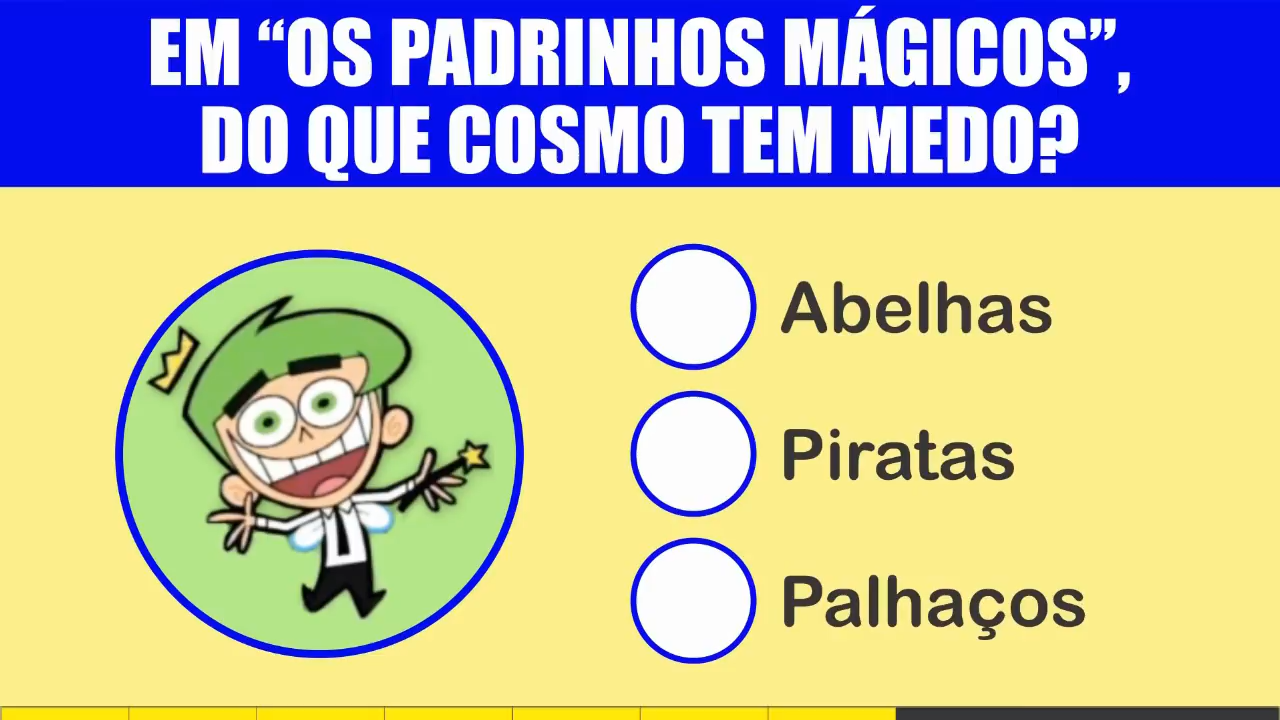 EM “OS PADRINHOS MÁGICOS”,
DO QUE COSMO TEM MEDO?
Abelhas
Piratas
Palhaços